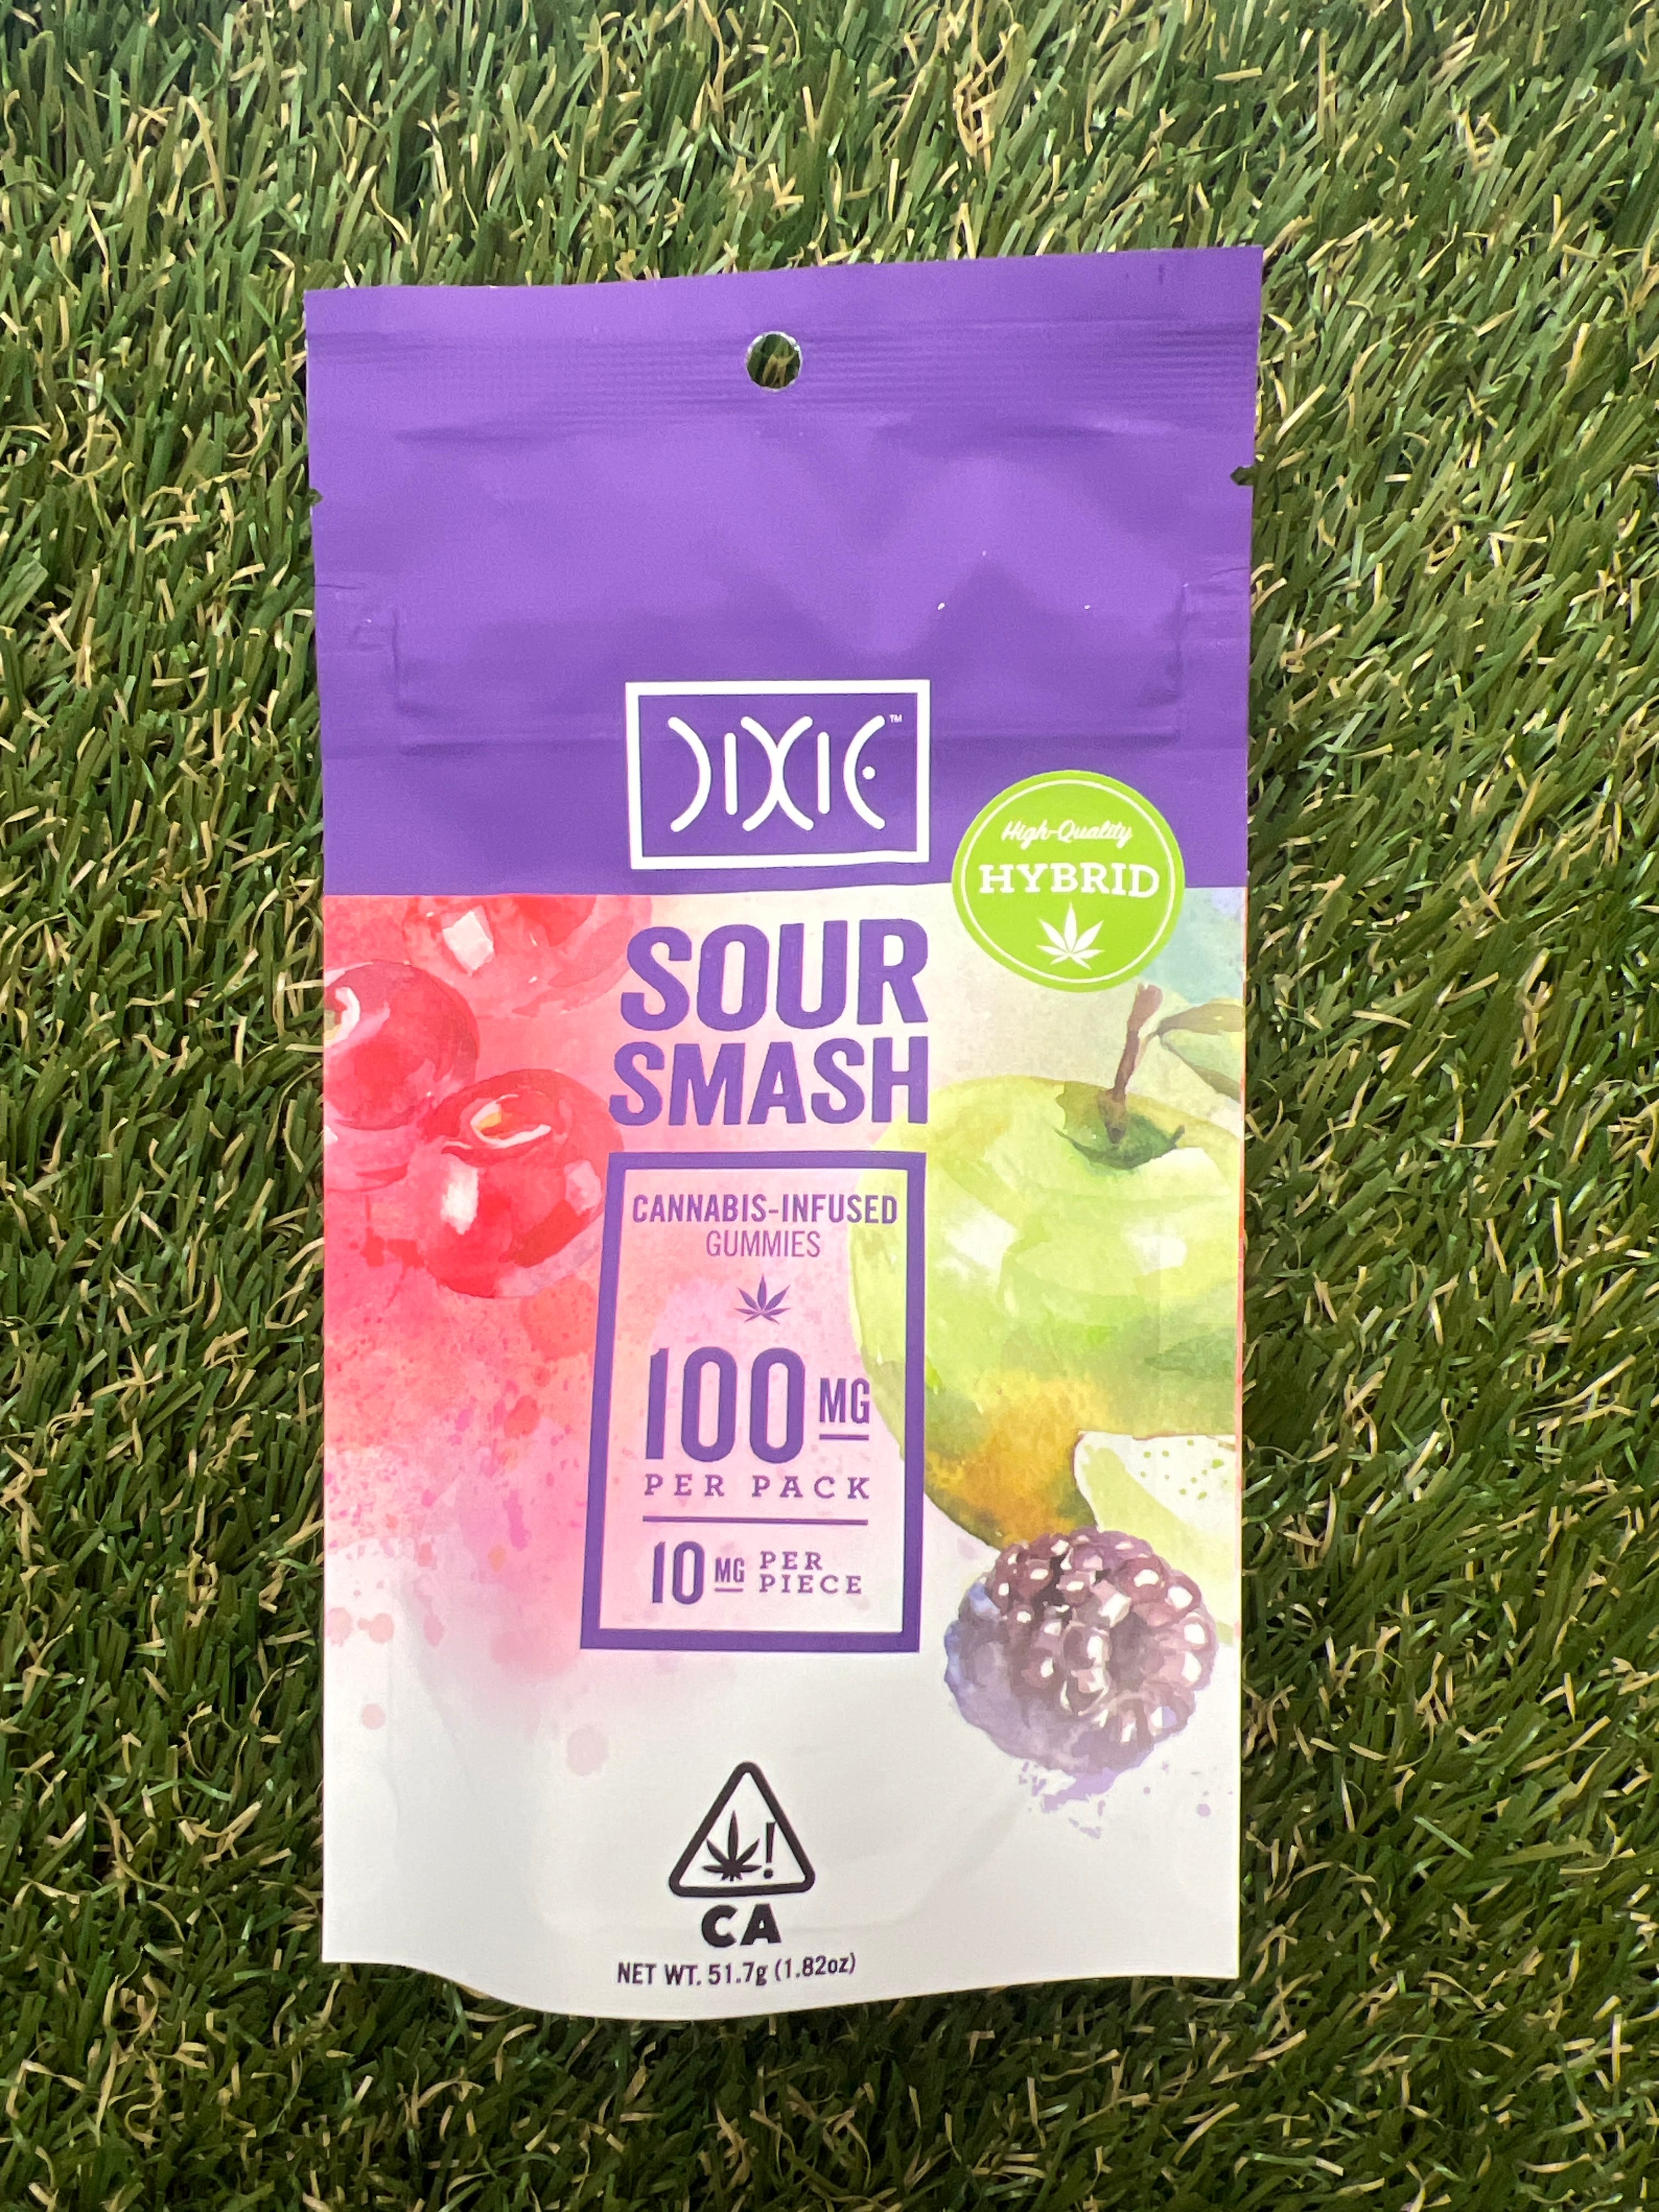 DIXIE™
High-Quality
HYBRID
SOUR
SMASH
CANNABIS-INFUSED
GUMMIES
100 MG
PER PACK
10 MG PER
PIECE
!
CA
NET WT. 51.7g (1.82oz)